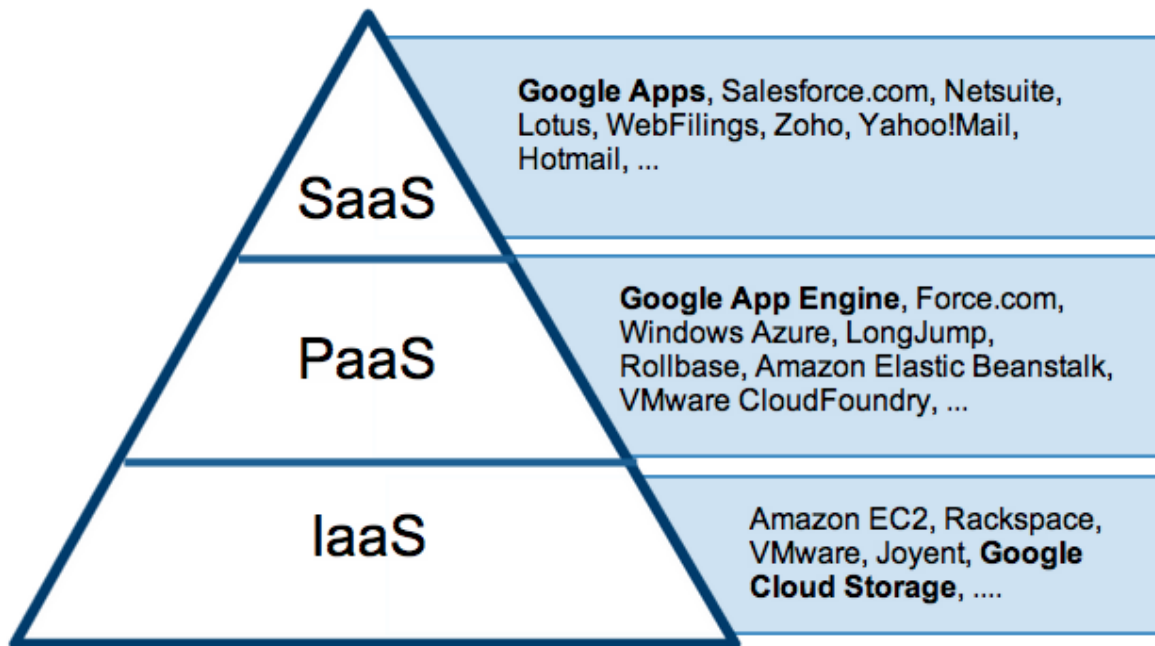 Google Apps, Salesforce.com, Netsuite,
Lotus, WebFilings, Zoho, Yahoo!Mail,
Hotmail, ...
SaaS
Google App Engine, Force.com,
Windows Azure, LongJump,
Rollbase, Amazon Elastic Beanstalk,
VMware CloudFoundry, ...
PaaS
Amazon EC2, Rackspace,
VMware, Joyent, Google
Cloud Storage, ....
IaaS